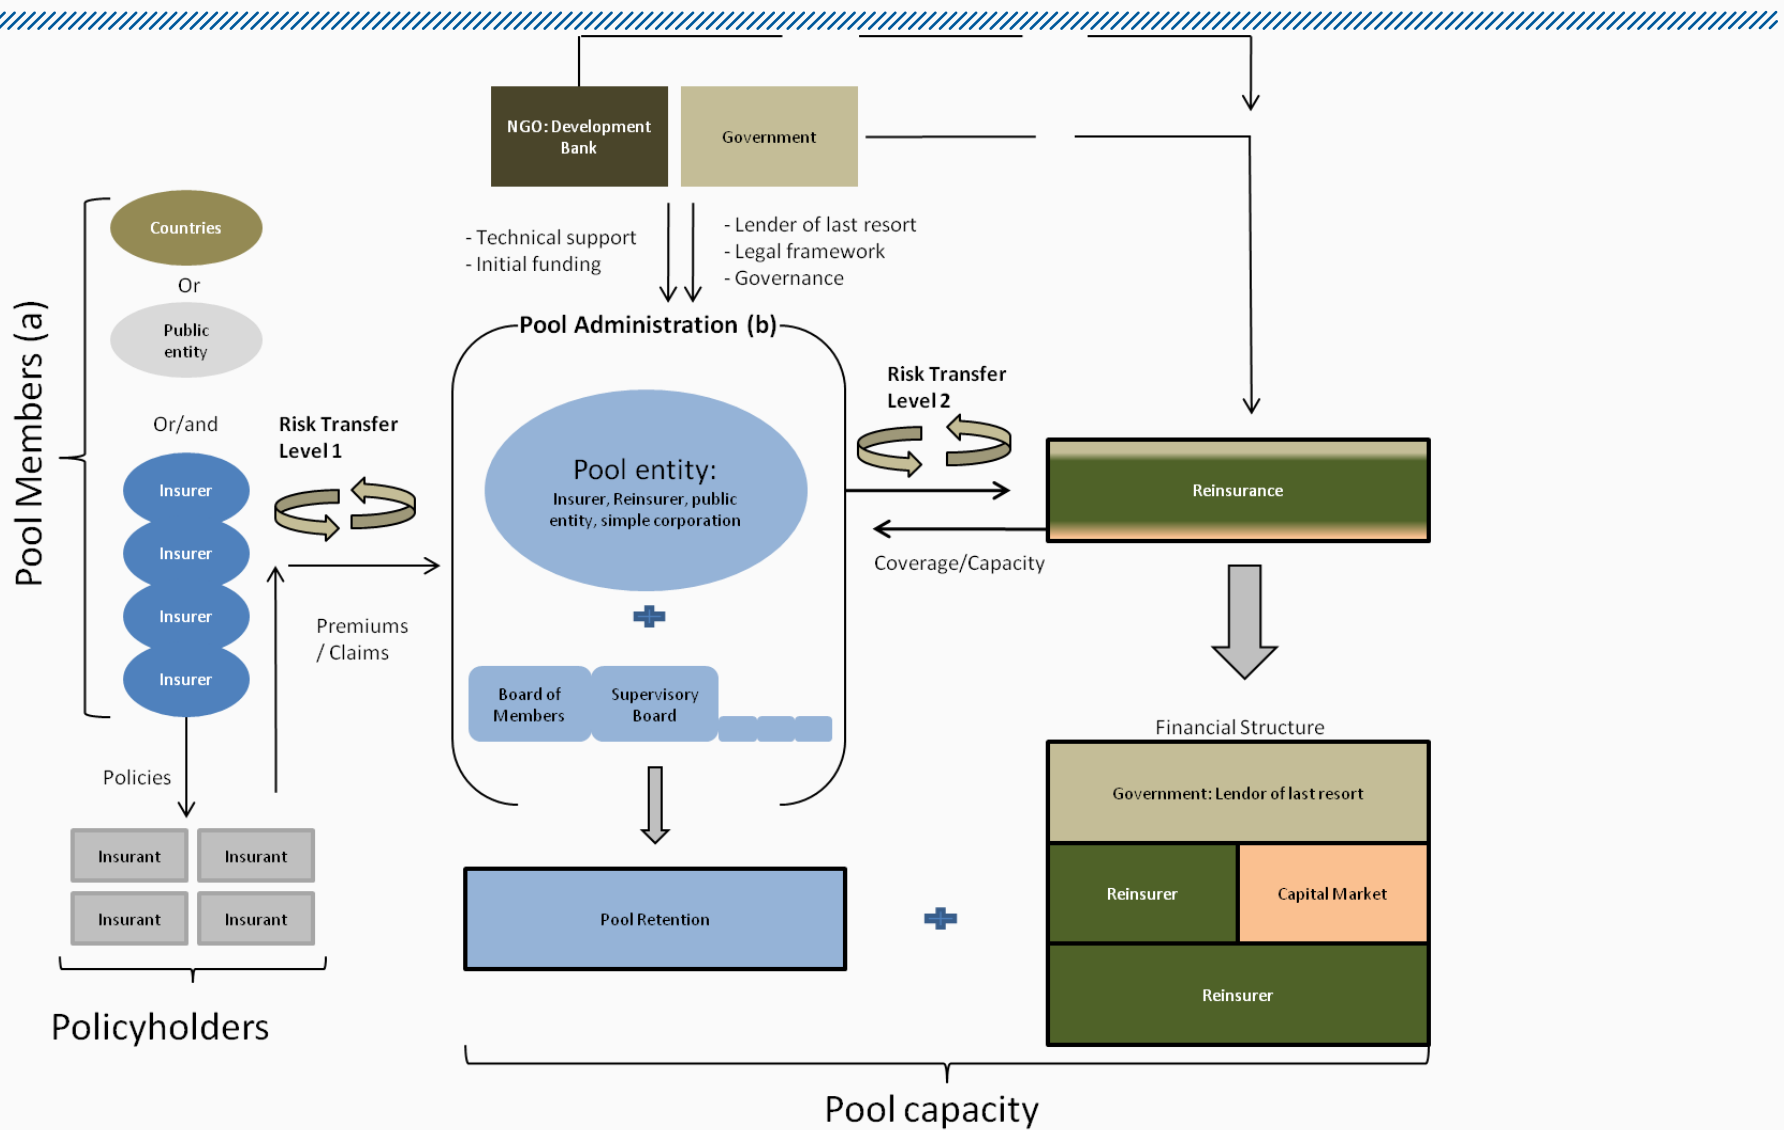 NGO: Development
Bank
Government
- Technical support
- Initial funding
- Lender of last resort
- Legal framework
- Governance
Pool Members (a)
Countries
Or
Public
entity
Or/and
Insurer
Insurer
Insurer
Insurer
Risk Transfer
Level 1
Premiums
/ Claims
Policies
Insurant
Insurant
Insurant
Insurant
Policyholders
Pool Administration (b)
Pool entity:
Insurer, Reinsurer, public
entity, simple corporation
Board of
Members
Supervisory
Board
Pool Retention
Risk Transfer
Level 2
Coverage/Capacity
Reinsurance
Financial Structure
Government: Lendor of last resort
Reinsurer
Capital Market
Reinsurer
Pool capacity